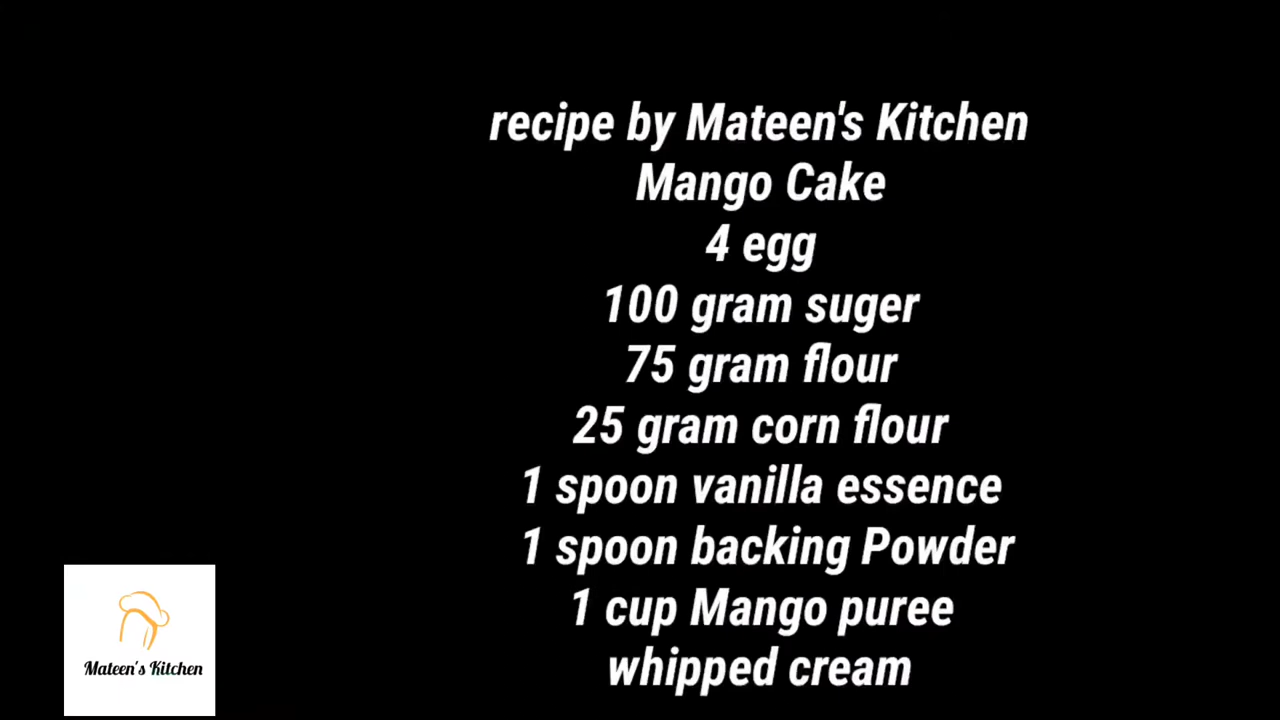 recipe by Mateen's Kitchen
Mango Cake
4 egg
100 gram suger
75 gram flour
25 gram corn flour
1 spoon vanilla essence
1 spoon backing Powder
1 cup Mango puree
whipped cream
Mateen's Kitchen